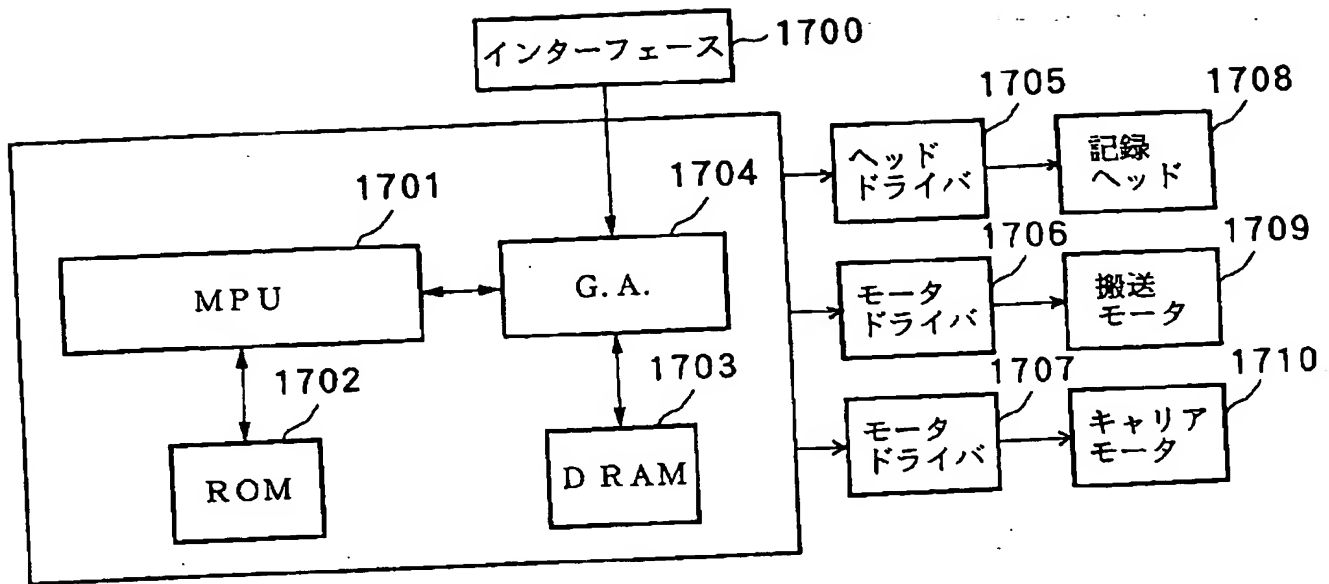 インターフェース
1700
1705
1708
ヘッド
ドライバ
記録
ヘッド
1701
1704
MPU
G.A.
1706
1709
モータ
ドライバ
搬送
モータ
1702
1703
ROM
DRAM
1707
1710
モータ
ドライバ
キャリア
モータ